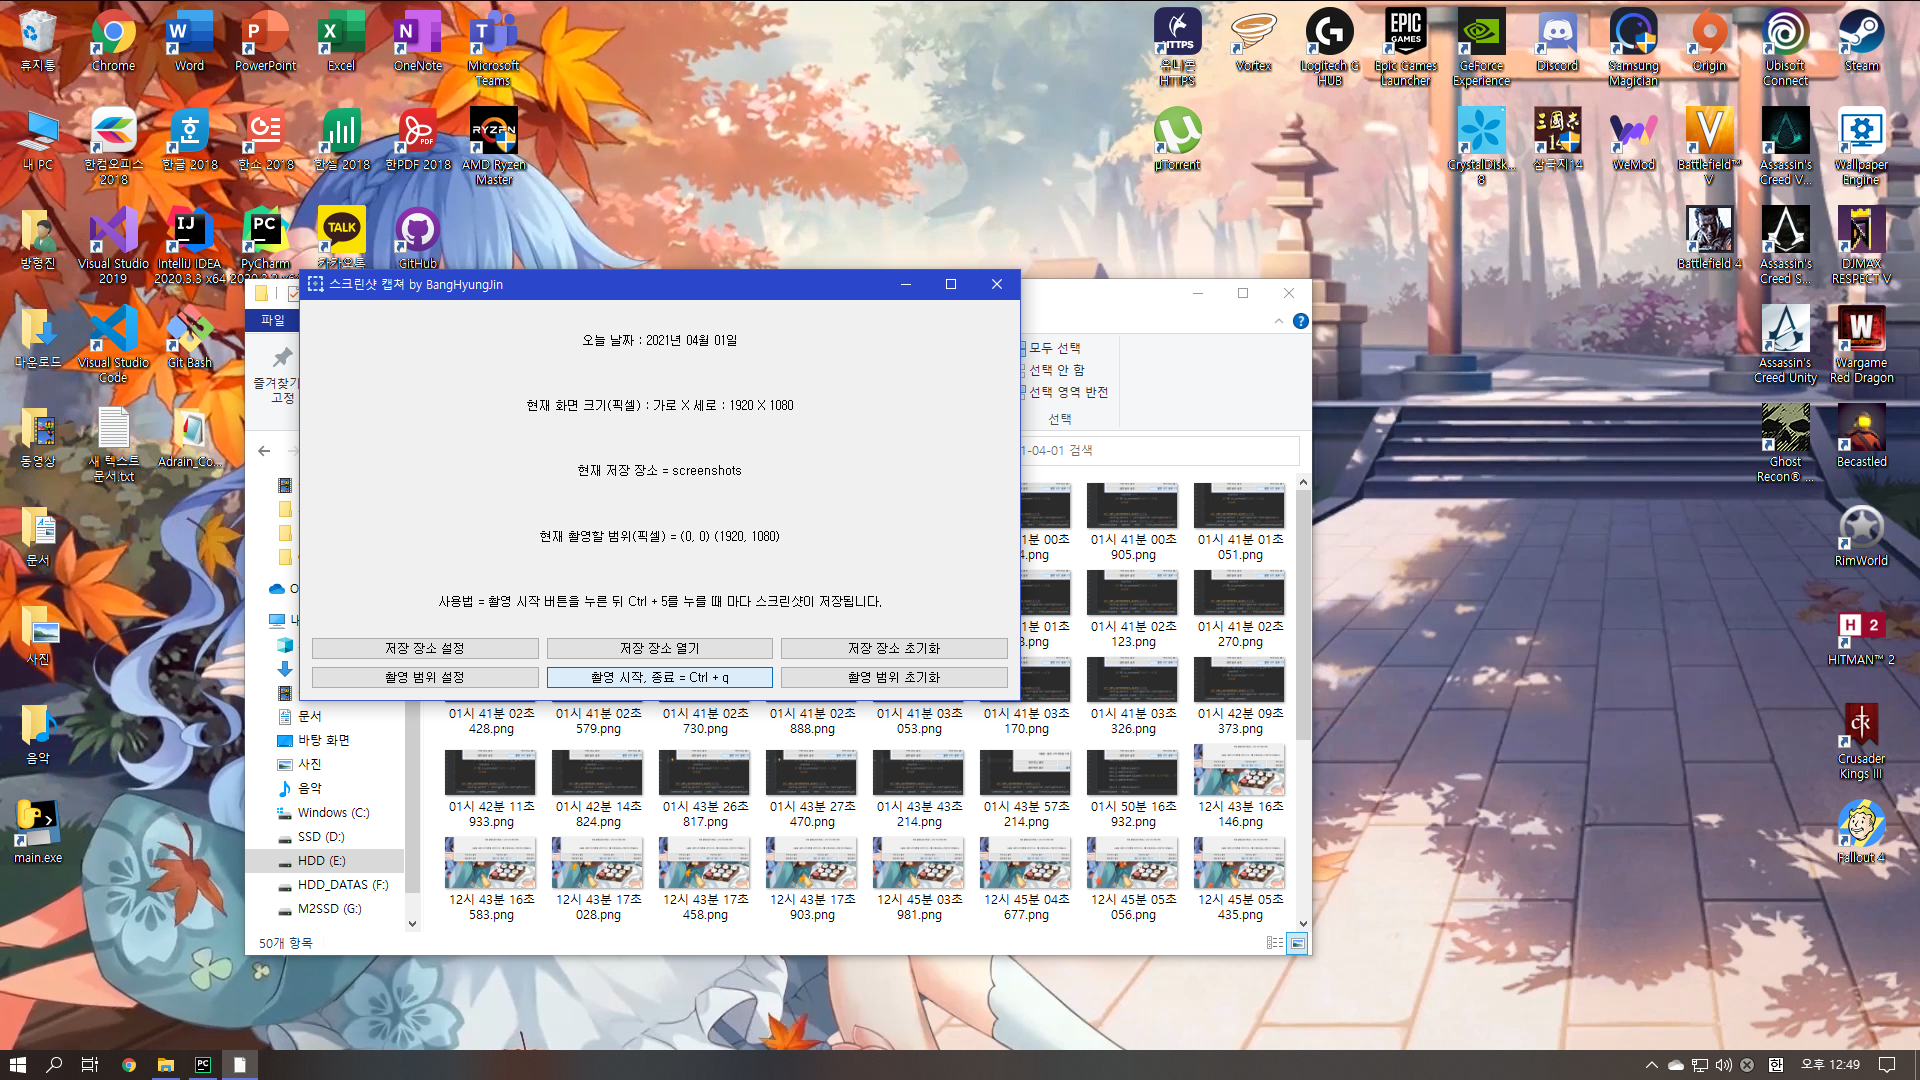 휴지통
Chrome
Word
PowerPoint
Excel
OneNote
Microsoft
Teams
유니콘
HTTPS
Vortex
Logitech G
HUB
Epic Games
Launcher
GeForce
Experience
Discord
Samsung
Magician
Origin
Ubisoft
Connect
Steam
내 PC
한컴오피스
2018
한글 2018
한쇼 2018
한셀 2018
한PDF 2018
AMD Ryzen
Master
µTorrent
CrystalDisk...
8
삼국지14
WeMod
Battlefield™
V
Assassin's
Creed V...
Wallpaper
Engine
방형진
Visual Studio
2019
IntelliJ IDEA
2020.3.3 x64
PyCharm
2020.3.3 x64
카카오톡
GitHub
Battlefield 4
Assassin's
Creed S...
DJMAX
RESPECT V
다운로드
Visual Studio
Code
Git Bash
Assassin's
Creed Unity
Wargame
Red Dragon
동영상
새 텍스트
문서.txt
Adrain_Co...
Ghost
Recon® ...
Becastled
문서
RimWorld
사진
HITMAN™ 2
음악
Crusader
Kings III
main.exe
Fallout 4
스크린샷 캡쳐 by BangHyungJin
오늘 날짜 : 2021년 04월 01일
현재 화면 크기(픽셀) : 가로 X 세로 : 1920 X 1080
현재 저장 장소 = screenshots
현재 촬영할 범위(픽셀) = (0, 0) (1920, 1080)
사용법 = 촬영 시작 버튼을 누른 뒤 Ctrl + 5를 누를 때 마다 스크린샷이 저장됩니다.
저장 장소 설정
저장 장소 열기
저장 장소 초기화
촬영 범위 설정
촬영 시작, 종료 = Ctrl + q
촬영 범위 초기화
파일
즐겨찾기
고정
모두 선택
선택 안 함
선택 영역 반전
선택
1-04-01 검색
문서
바탕 화면
사진
음악
Windows (C:)
SSD (D:)
HDD (E:)
HDD_DATAS (F:)
M2SSD (G:)
1분 00초
4.png
01시 41분 00초
905.png
01시 41분 01초
051.png
1분 01초
3.png
01시 41분 02초
123.png
01시 41분 02초
270.png
01시 41분 02초
428.png
01시 41분 02초
579.png
01시 41분 02초
730.png
01시 41분 02초
888.png
01시 41분 03초
053.png
01시 41분 03초
170.png
01시 41분 03초
326.png
01시 42분 09초
373.png
01시 42분 11초
933.png
01시 42분 14초
824.png
01시 43분 26초
817.png
01시 43분 27초
470.png
01시 43분 43초
214.png
01시 43분 57초
214.png
01시 50분 16초
932.png
12시 43분 16초
146.png
12시 43분 16초
583.png
12시 43분 17초
028.png
12시 43분 17초
458.png
12시 43분 17초
903.png
12시 45분 03초
981.png
12시 45분 04초
677.png
12시 45분 05초
056.png
12시 45분 05초
435.png
50개 항목
오후 12:49